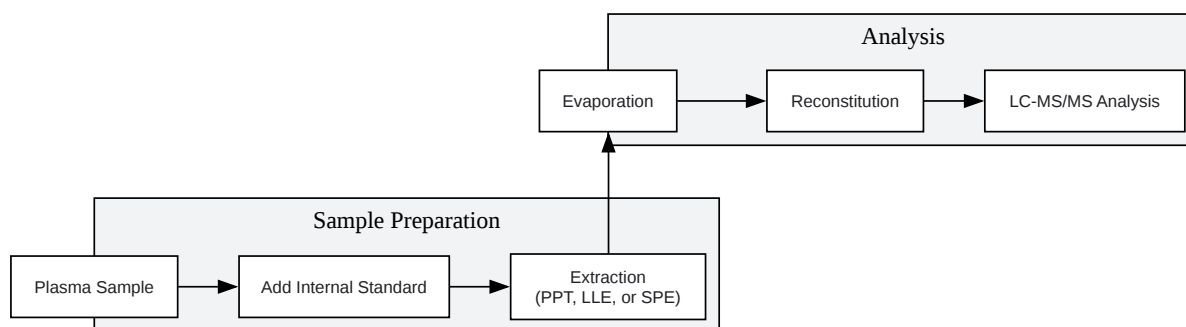 Analysis
Evaporation
Reconstitution
LC-MS/MS Analysis
Sample Preparation
Plasma Sample
Add Internal Standard
Extraction
(PPT, LLE, or SPE)